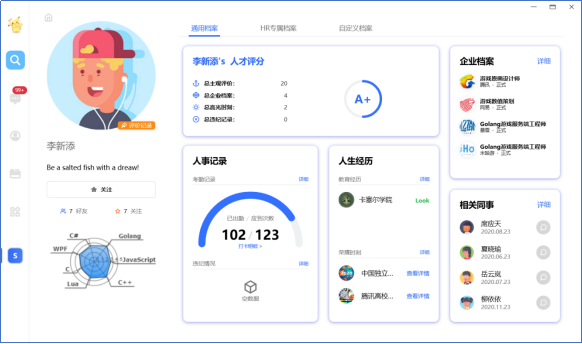 通用档案
HR专属档案
自定义档案
99+
评价记录
李新添
Be a salted fish with a dream!
关注
7 好友
7 关注
C#
Golang
WPF
JavaScript
C
C++
Lua
S
李新添's 人才评分
总主观评价: 20
总企业档案: 4
总高光时刻: 2
总违纪记录: 0
A+
人事记录
考勤记录
详细
已出勤 / 应到次数
102 / 123
打卡明细 >
违纪情况
详细
空数据
人生经历
教育经历
详细
卡塞尔学院
Look
荣耀时刻
详细
中国独立...
查看详情
腾讯高校...
查看详情
企业档案
详细
游戏原画设计师
腾讯 - 正式
游戏数值策划
网易 - 正式
Golang游戏服务端工程师
正式
Golang游戏服务端工程师
米哈游 - 正式
相关同事
详细
席应天
2020.08.23
夏晓瑜
2020.06.23
岳云岚
2020.07.23
柳依依
2020.11.23